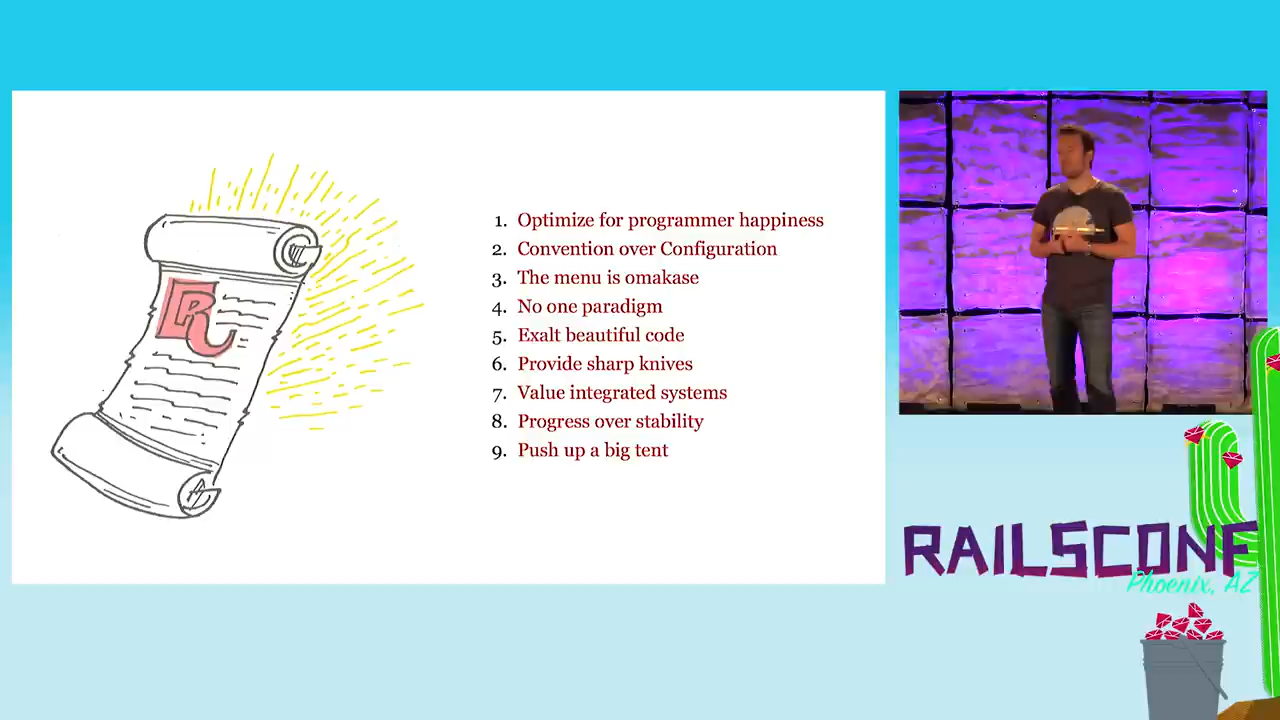 1. Optimize for programmer happiness
2. Convention over Configuration
3. The menu is omakase
4. No one paradigm
5. Exalt beautiful code
6. Provide sharp knives
7. Value integrated systems
8. Progress over stability
9. Push up a big tent
RAILSCONF
Phoenix, AZ